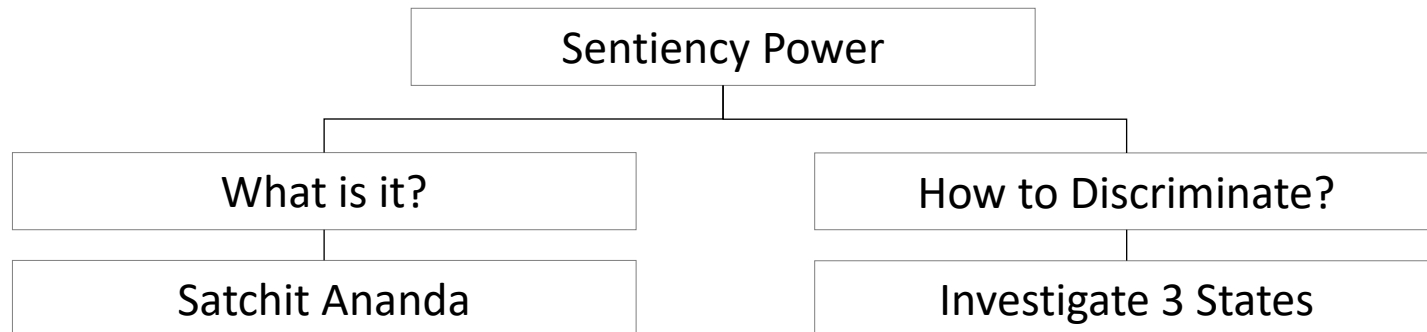 Sentiency Power
What is it?
How to Discriminate?
Satchit Ananda
Investigate 3 States